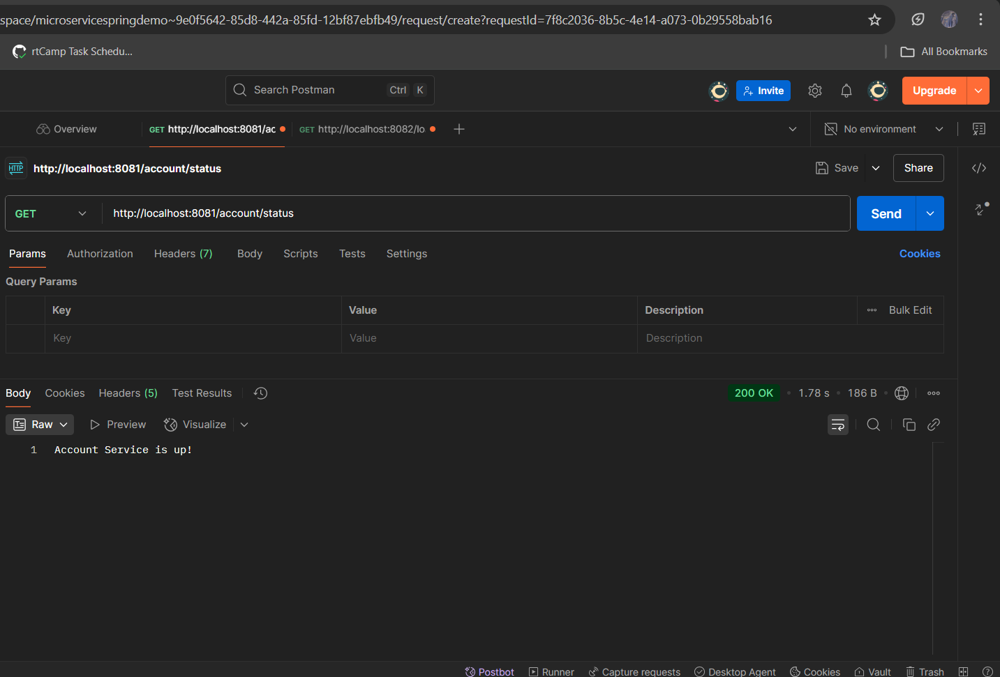 space/microservicespringdemo~9e0f5642-85d8-442a-85fd-12bf87ebfb49/request/create?requestId=7f8c2036-8b5c-4e14-a073-0b29558bab16
rtCamp Task Schedu...
All Bookmarks
Search Postman Ctrl K
Invite
Upgrade
Overview
GET http://localhost:8081/ac
GET http://localhost:8082/lo
No environment
HTTP http://localhost:8081/account/status
Save
Share
GET http://localhost:8081/account/status
Send
Params Authorization Headers (7) Body Scripts Tests Settings Cookies
Query Params
Key Value Description Bulk Edit
Key Value Description
Body Cookies Headers (5) Test Results 200 OK • 1.78 s • 186 B •
Raw Preview Visualize
1 Account Service is up!
Postbot Runner Capture requests Desktop Agent Cookies Vault Trash